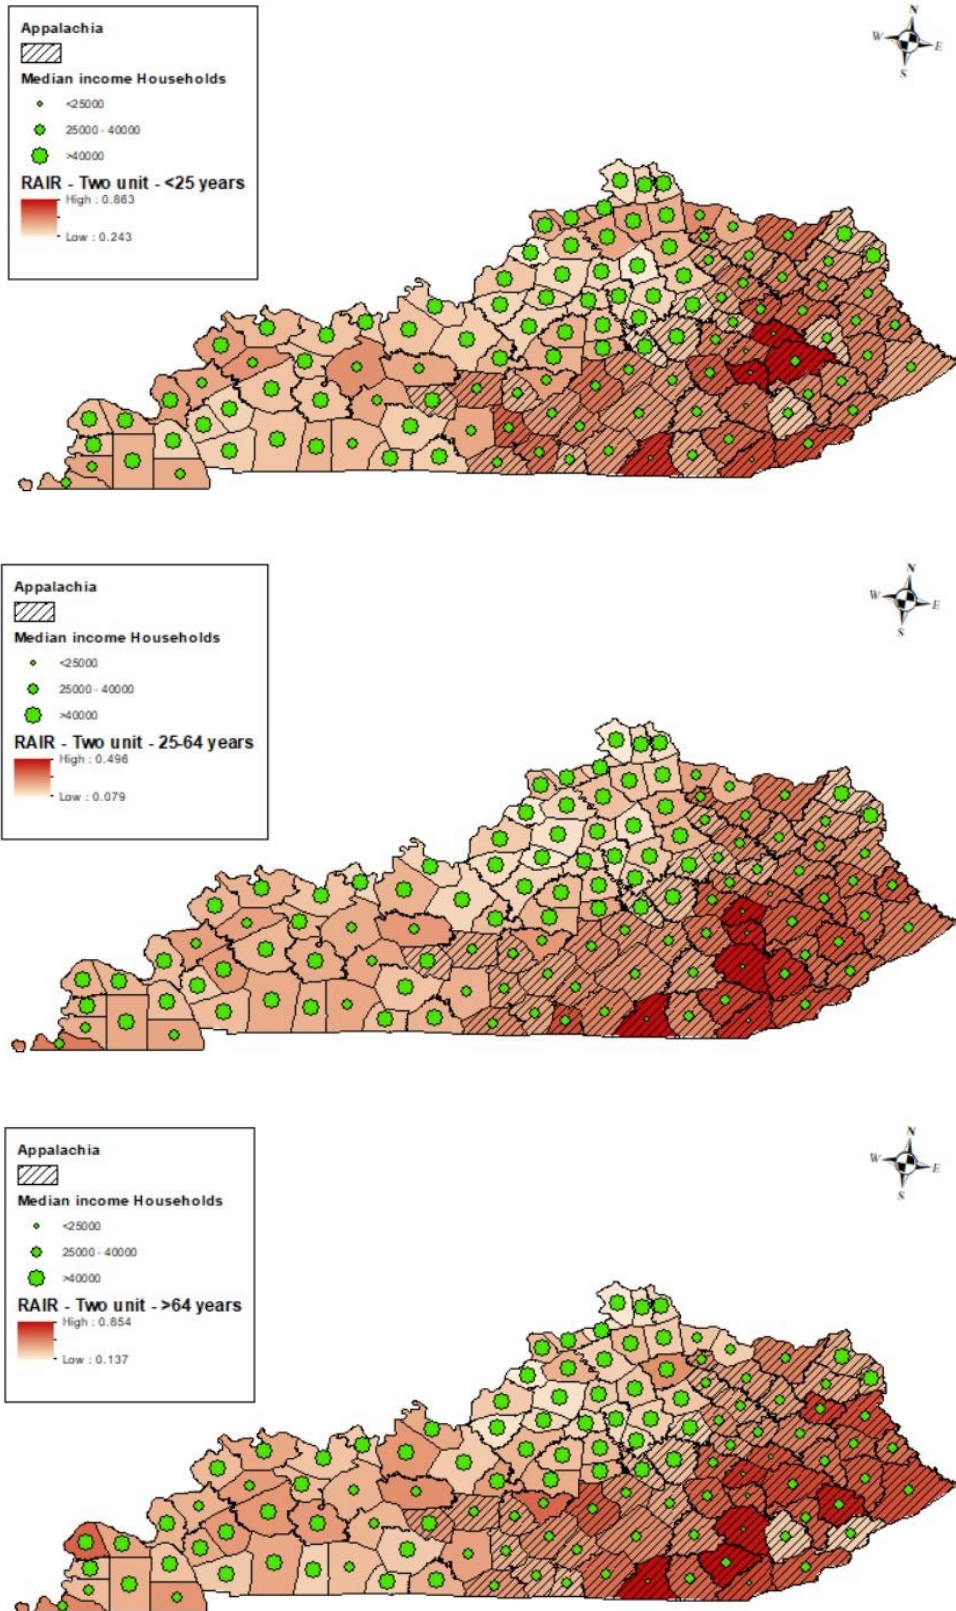 N
W
E
S
Appalachia
Median income Households
<25000
25000 - 40000
>40000
RAIR - Two unit - <25 years
High : 0.863
Low : 0.243
N
W
E
S
Appalachia
Median income Households
<25000
25000 - 40000
>40000
RAIR - Two unit - 25-64 years
High : 0.496
Low : 0.079
N
W
E
S
Appalachia
Median income Households
<25000
25000 - 40000
>40000
RAIR - Two unit - >64 years
High : 0.854
Low : 0.137